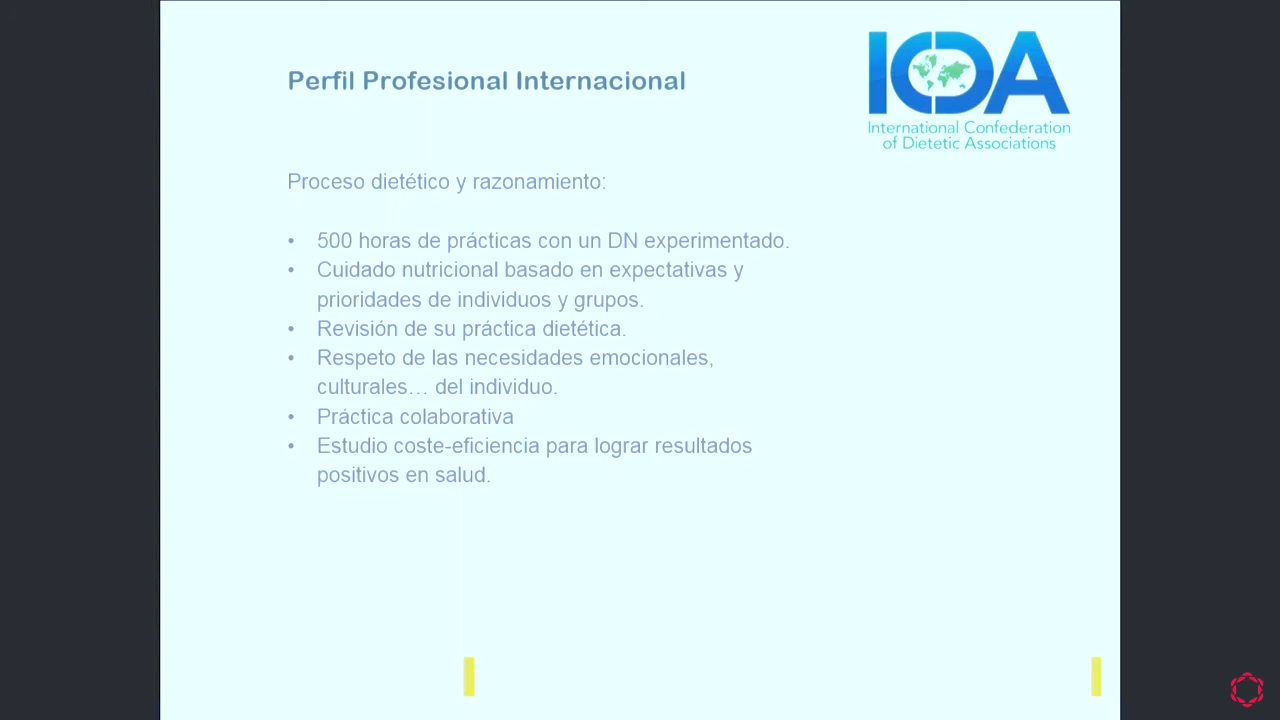 Perfil Profesional Internacional
ICDA
International Confederation
of Dietetic Associations
Proceso dietético y razonamiento:
• 500 horas de prácticas con un DN experimentado.
• Cuidado nutricional basado en expectativas y
prioridades de individuos y grupos.
• Revisión de su práctica dietética.
• Respeto de las necesidades emocionales,
culturales… del individuo.
• Práctica colaborativa
• Estudio coste-eficiencia para lograr resultados
positivos en salud.